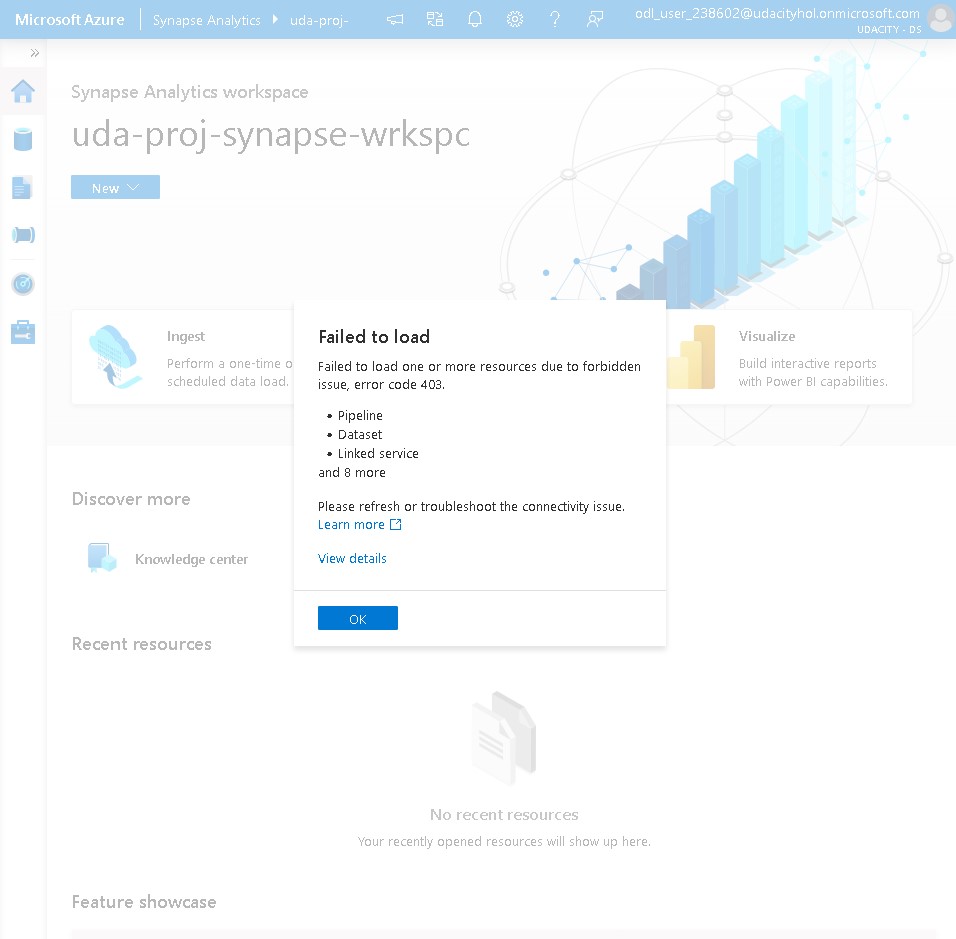 Microsoft Azure
Synapse Analytics
uda-proj-
odl_user_238602@udacityhol.onmicrosoft.com
UDACITY - DS
Synapse Analytics workspace
uda-proj-synapse-wrkspc
New
Ingest
Perform a one-time o
scheduled data load.
Visualize
Build interactive reports
with Power BI capabilities.
Failed to load
Failed to load one or more resources due to forbidden
issue, error code 403.
• Pipeline
• Dataset
• Linked service
and 8 more
Please refresh or troubleshoot the connectivity issue.
Learn more
View details
OK
Discover more
Knowledge center
Recent resources
No recent resources
Your recently opened resources will show up here.
Feature showcase